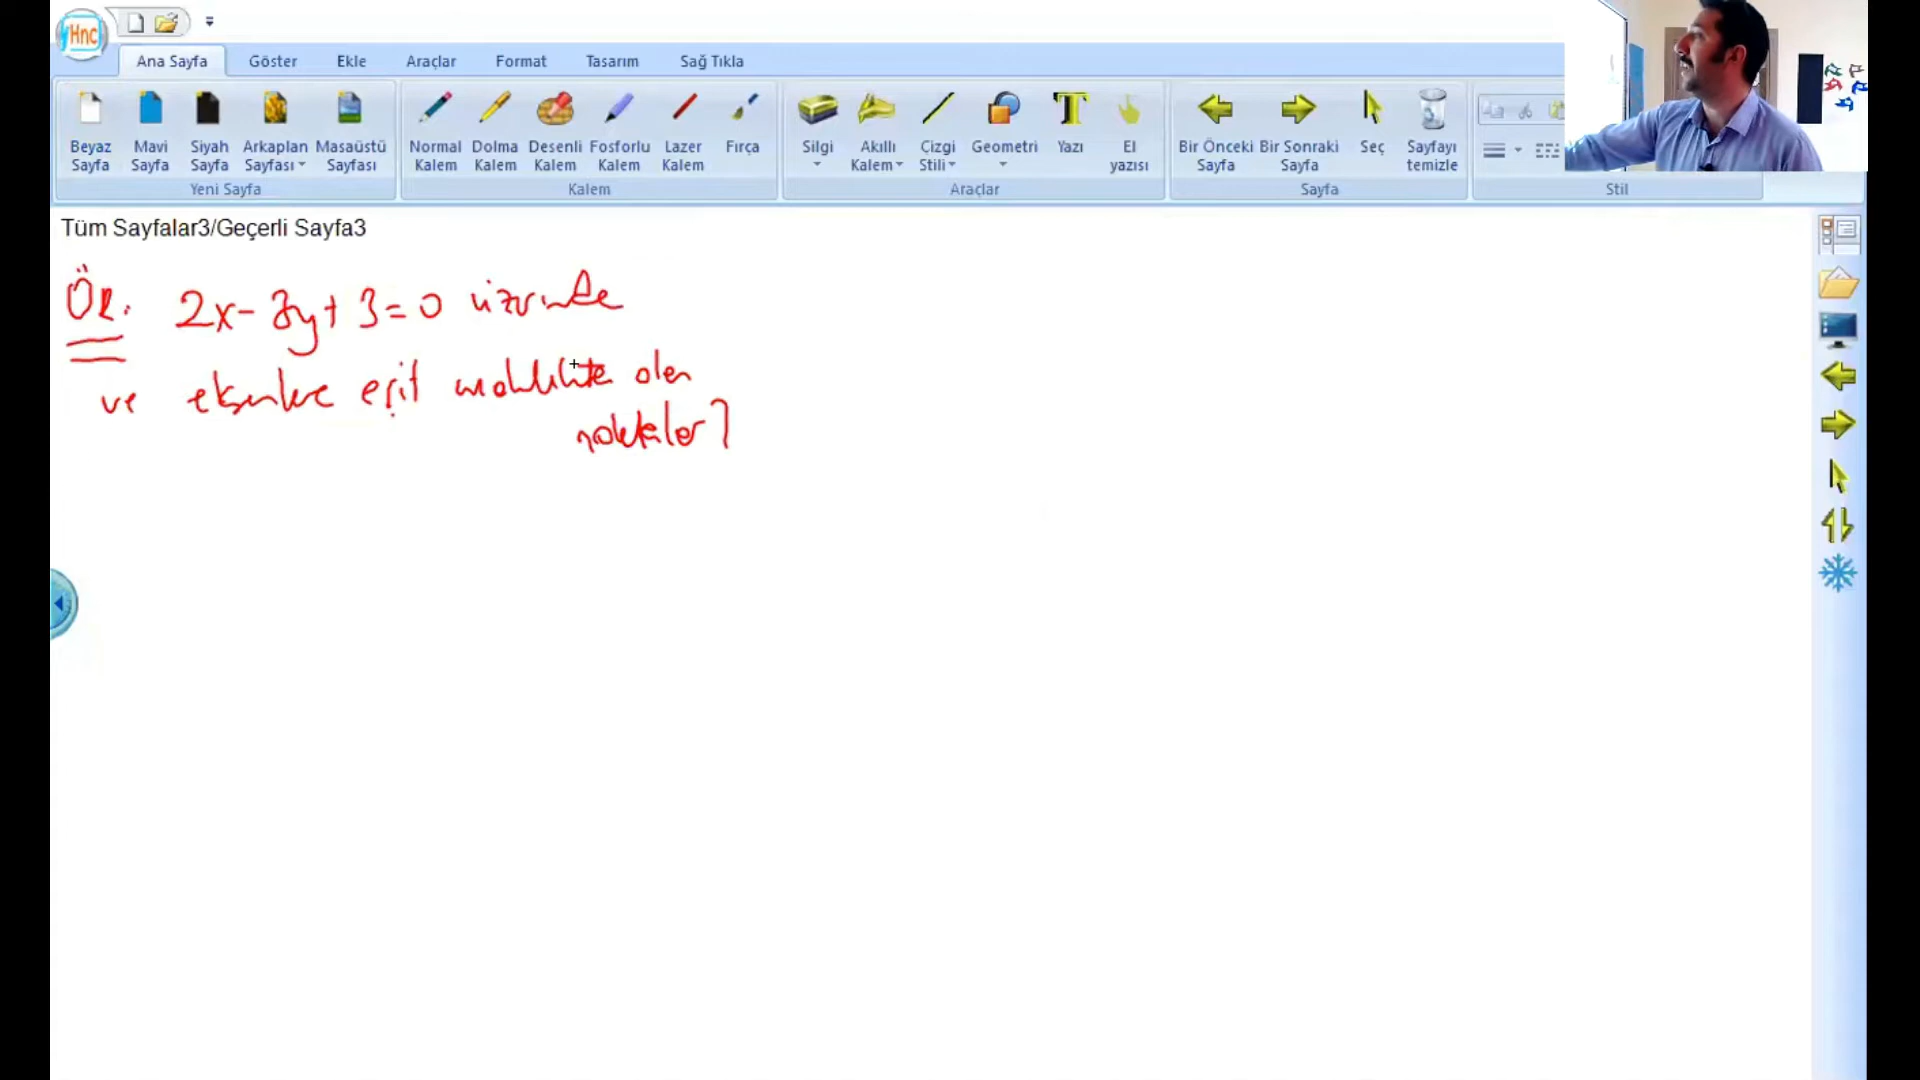 Hnc
Ana Sayfa Göster Ekle Araçlar Format Tasarım Sağ Tıkla
Beyaz Sayfa Mavi Sayfa Siyah Sayfa Arkaplan Sayfası Masaüstü Sayfası
Normal Kalem Dolma Kalem Desenli Kalem Fosforlu Kalem Lazer Kalem Fırça
Silgi Akıllı Kalem Çizgi Stili Geometri Yazı El yazısı
Bir Önceki Sayfa Bir Sonraki Sayfa Seç Sayfayı temizle
Yeni Sayfa Kalem Araçlar Sayfa Stil
Tüm Sayfalar3/Geçerli Sayfa3
ÖR: 2x-3y+3=0 üzerinde
ve eksenlere eşit uzaklıkta olan
noktalar?